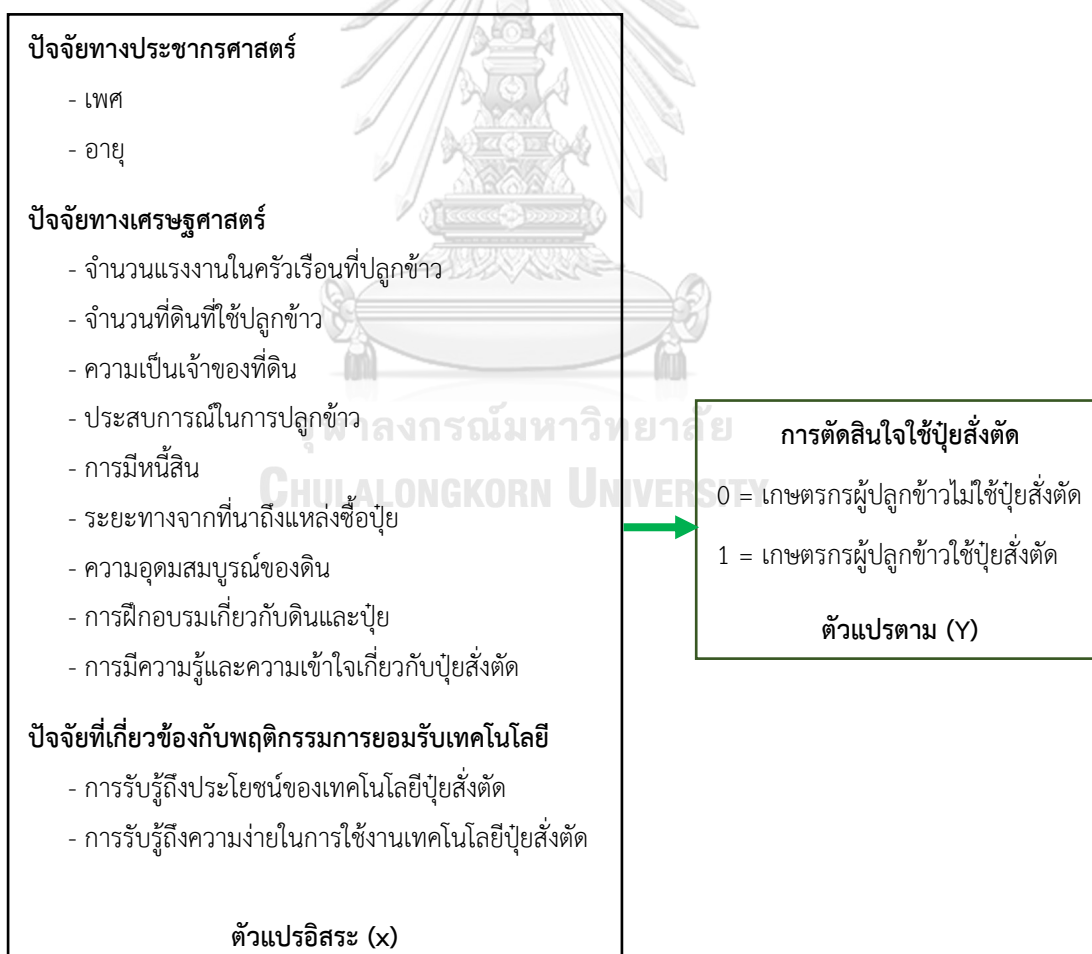 ปัจจัยทางประชากรศาสตร์
- เพศ
- อายุ
ปัจจัยทางเศรษฐศาสตร์
- จำนวนแรงงานในครัวเรือนที่ปลูกข้าว
- จำนวนที่ดินที่ใช้ปลูกข้าว
- ความเป็นเจ้าของที่ดิน
- ประสบการณ์ในการปลูกข้าว
- การมีหนี้สิน
- ระยะทางจากที่นาถึงแหล่งซื้อปุ๋ย
- ความอุดมสมบูรณ์ของดิน
- การฝึกอบรมเกี่ยวกับดินและปุ๋ย
- การมีความรู้และความเข้าใจเกี่ยวกับปุ๋ยสั่งตัด
ปัจจัยที่เกี่ยวข้องกับพฤติกรรมการยอมรับเทคโนโลยี
- การรับรู้ถึงประโยชน์ของเทคโนโลยีปุ๋ยสั่งตัด
- การรับรู้ถึงความง่ายในการใช้งานเทคโนโลยีปุ๋ยสั่งตัด
ตัวแปรอิสระ (x)
การตัดสินใจใช้ปุ๋ยสั่งตัด
0 = เกษตรกรผู้ปลูกข้าวไม่ใช้ปุ๋ยสั่งตัด
1 = เกษตรกรผู้ปลูกข้าวใช้ปุ๋ยสั่งตัด
ตัวแปรตาม (Y)
จุฬาลงกรณ์มหาวิทยาลัย
CHULALONGKORN UNIVERSITY